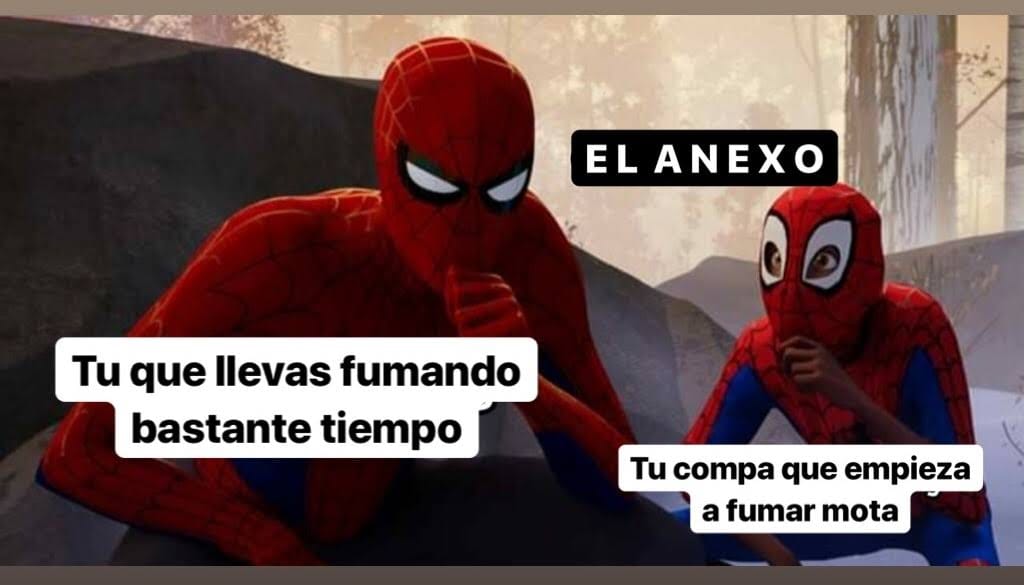 EL ANEXO
Tu que llevas fumando
bastante tiempo
Tu compa que empieza
a fumar mota